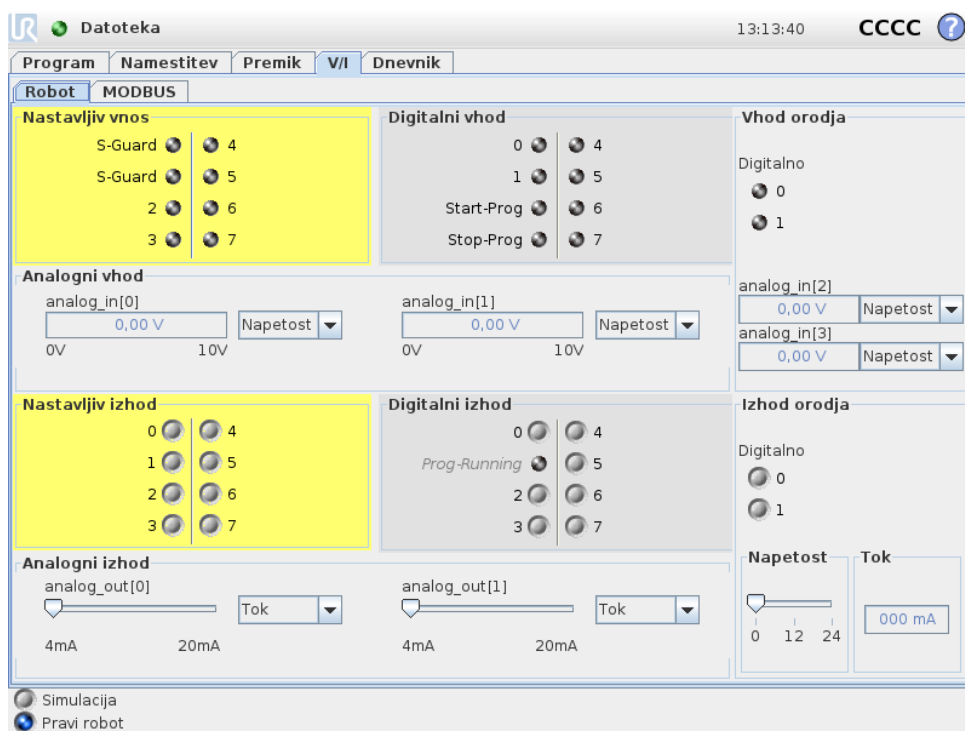 UR Datoteka 13:13:40 CCCC ?
Program Namestitev Premik V/I Dnevnik
Robot MODBUS
Nastavljiv vnos
S-Guard 4
S-Guard 5
2 6
3 7
Digitalni vhod
0 4
1 5
Start-Prog 6
Stop-Prog 7
Vhod orodja
Digitalno
0
1
analog_in[2]
0,00 V Napetost
analog_in[3]
0,00 V Napetost
Analogni vhod
analog_in[0]
0,00 V Napetost
0V 10V
analog_in[1]
0,00 V Napetost
0V 10V
Nastavljiv izhod
0 4
1 5
2 6
3 7
Digitalni izhod
0 4
Prog-Running 5
2 6
3 7
Izhod orodja
Digitalno
0
1
Napetost
0 12 24
Tok
000 mA
Analogni izhod
analog_out[0]
Tok
4mA 20mA
analog_out[1]
Tok
4mA 20mA
Simulacija
Pravi robot